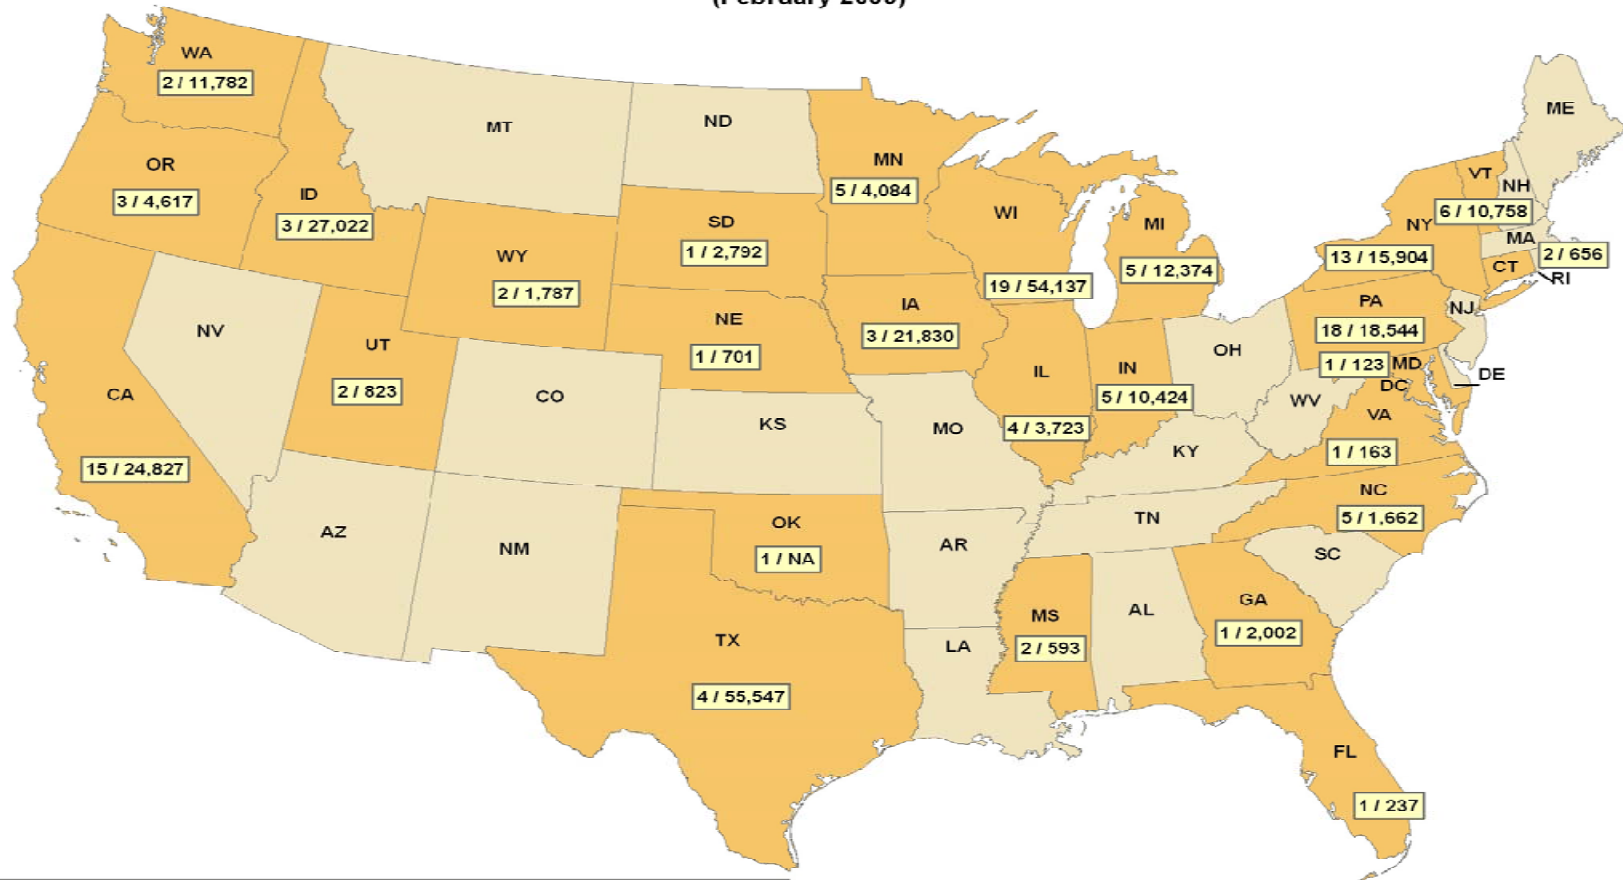 WA
2 / 11,782
OR
3 / 4,617
ID
3 / 27,022
MT
ND
MN
5 / 4,084
WI
19 / 54,137
MI
5 / 12,374
ME
VT
NH
6 / 10,758
NY
13 / 15,904
MA
2 / 656
CT
RI
SD
1 / 2,792
WY
2 / 1,787
NE
1 / 701
IA
3 / 21,830
PA
18 / 18,544
NJ
NV
UT
2 / 823
CA
15 / 24,827
CO
KS
MO
IL
4 / 3,723
IN
5 / 10,424
OH
1 / 123
MD
DC
DE
WV
VA
1 / 163
KY
NC
5 / 1,662
TN
SC
AZ
NM
OK
1 / NA
AR
TX
4 / 55,547
LA
MS
2 / 593
AL
GA
1 / 2,002
FL
1 / 237